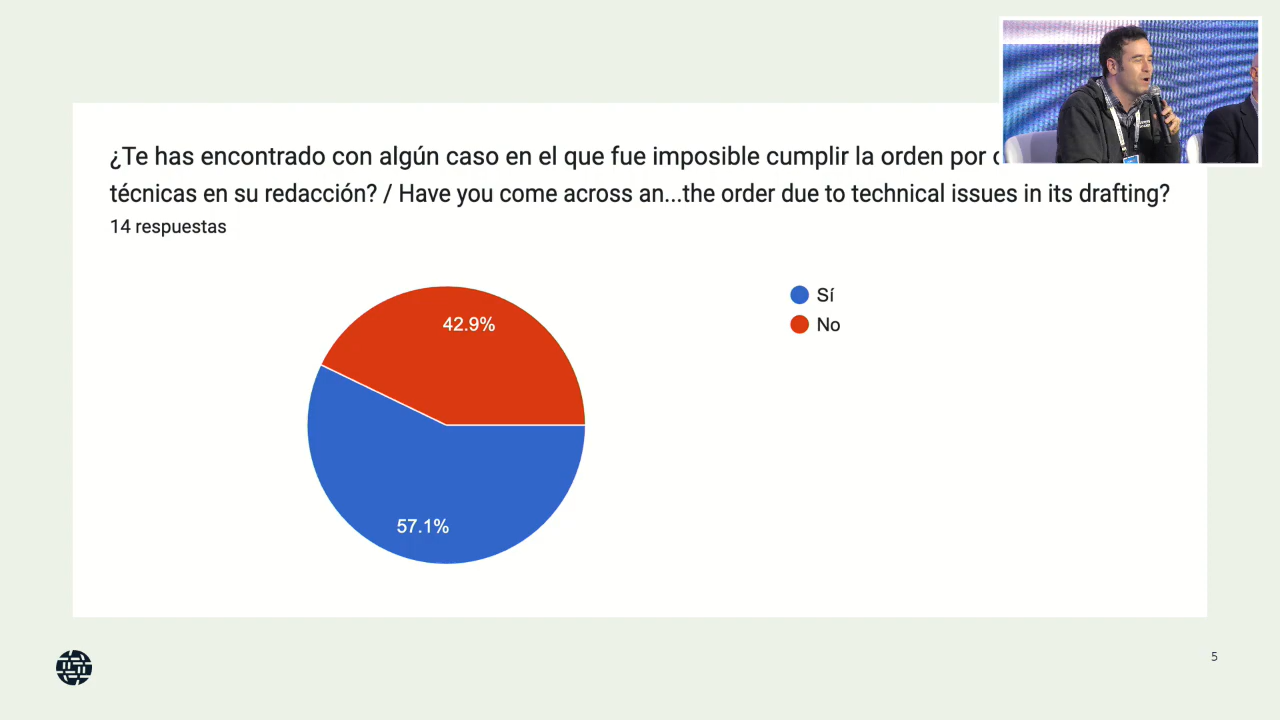 ¿Te has encontrado con algún caso en el que fue imposible cumplir la orden por
técnicas en su redacción? / Have you come across an...the order due to technical issues in its drafting?
14 respuestas
Sí
No
42.9%
57.1%
5